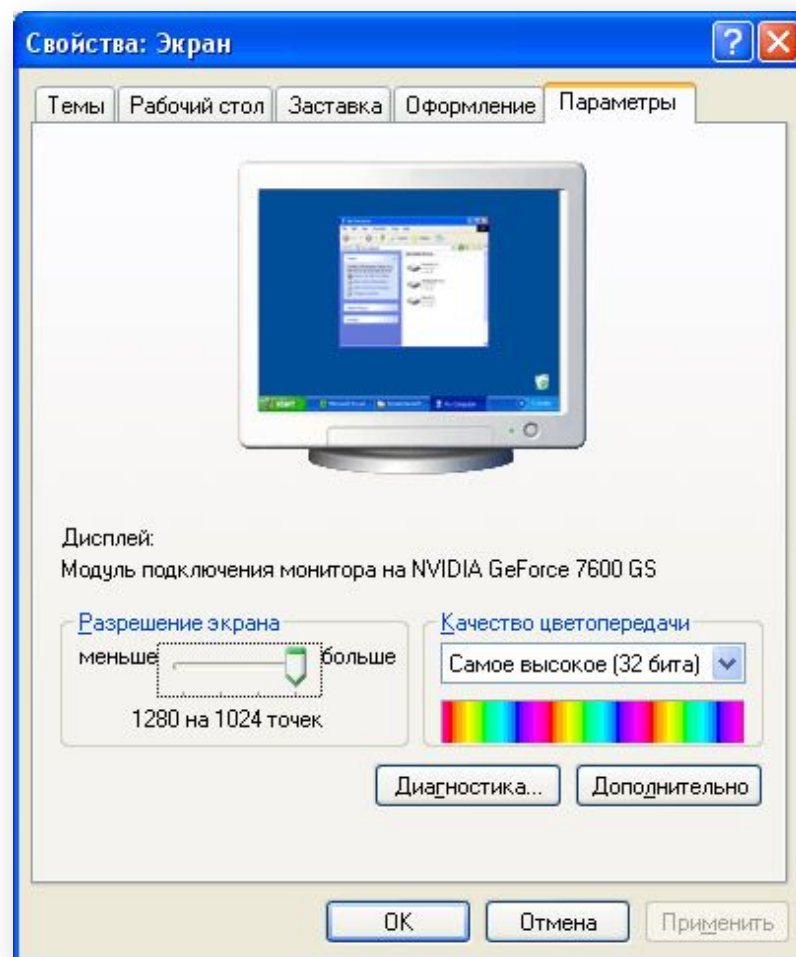 Свойства: Экран
Темы Рабочий стол Заставка Оформление Параметры
start
Дисплей:
Модуль подключения монитора на NVIDIA GeForce 7600 GS
Разрешение экрана
меньше больше
1280 на 1024 точек
Качество цветопередачи
Самое высокое (32 бита)
Диагностика... Дополнительно
OK Отмена Применить